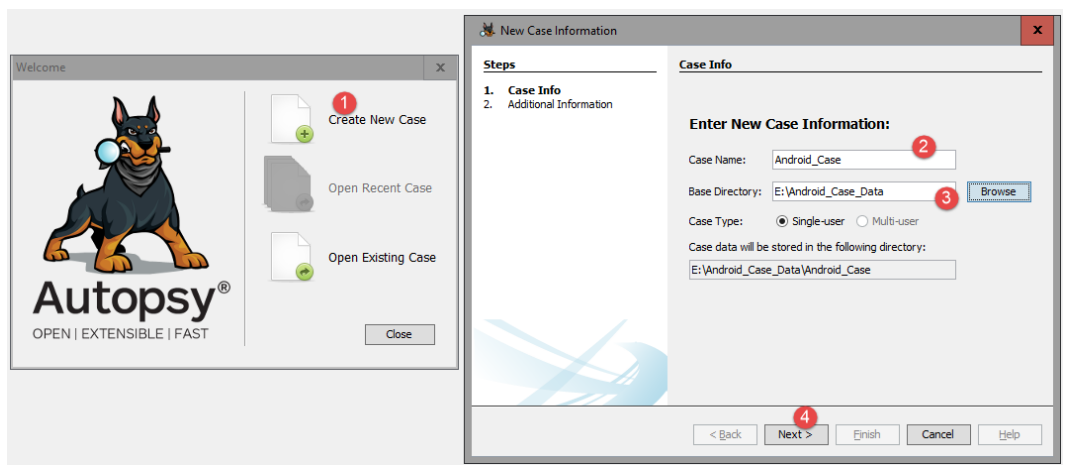 Welcome
x
1
Create New Case
Open Recent Case
Open Existing Case
Autopsy®
OPEN | EXTENSIBLE | FAST
Close
New Case Information
x
Steps
1. Case Info
2. Additional Information
Case Info
Enter New Case Information:
2
Case Name: Android_Case
Base Directory: E:\Android_Case_Data 3 Browse
Case Type: Single-user Multi-user
Case data will be stored in the following directory:
E:\Android_Case_Data\Android_Case
4
< Back Next > Finish Cancel Help